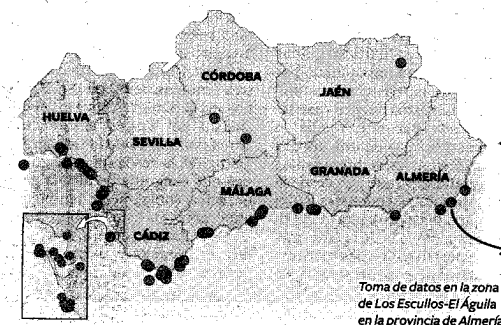 CÓRDOBA
JAÉN
HUELVA
SEVILLA
GRANADA
ALMERÍA
MÁLAGA
CÁDIZ
Toma de datos en la zona
de Los Escullos-El Águila
en la provincia de Almería